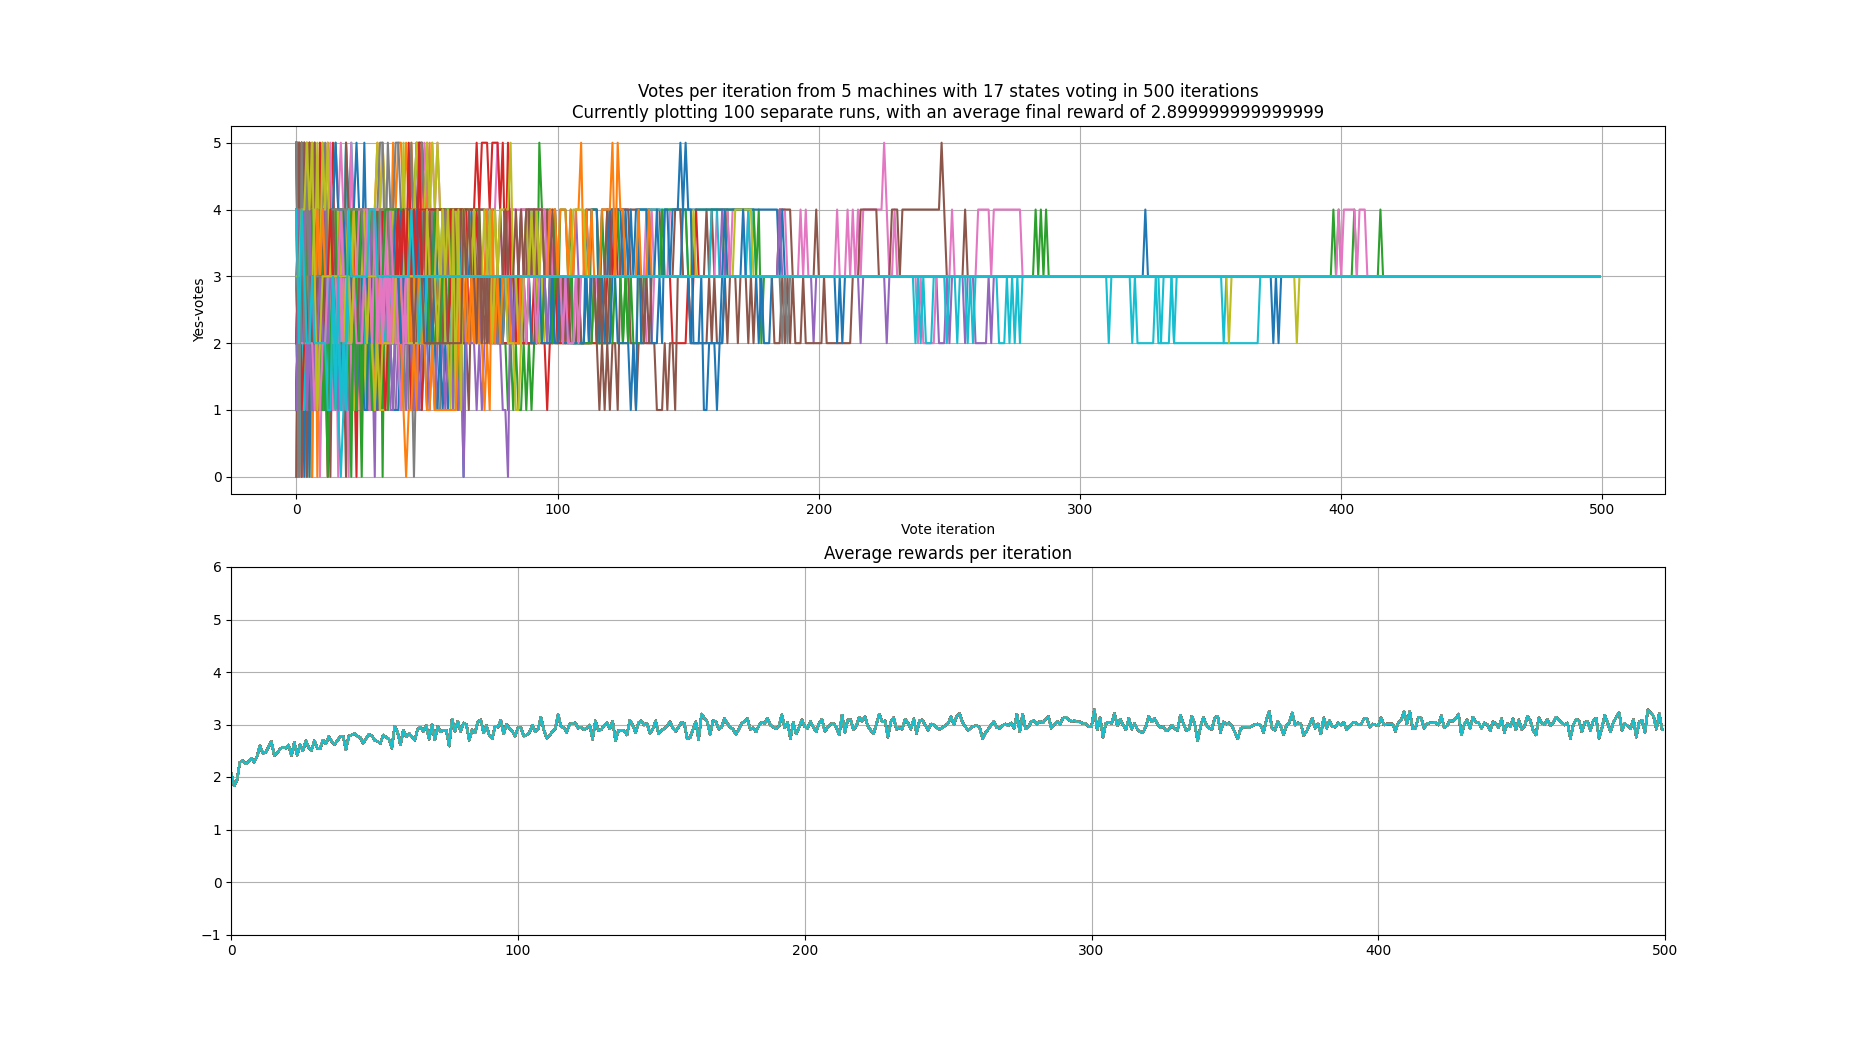 Votes per iteration from 5 machines with 17 states voting in 500 iterations
Currently plotting 100 separate runs, with an average final reward of 2.899999999999999
5
4
3
2
1
0
Yes-votes
0 100 200 300 400 500
Vote iteration
Average rewards per iteration
6
5
4
3
2
1
0
−1
0 100 200 300 400 500